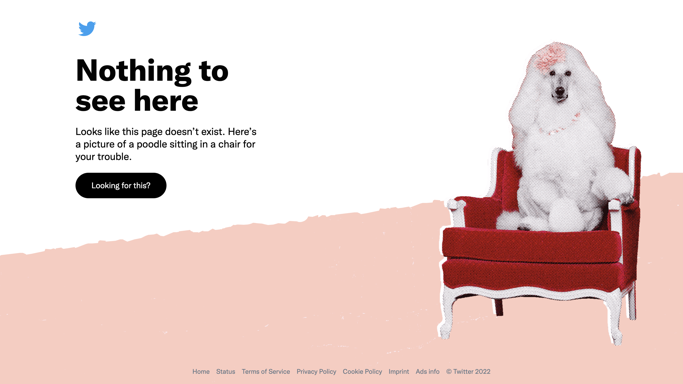 Nothing to
see here
Looks like this page doesn't exist. Here's
a picture of a poodle sitting in a chair for
your trouble.
Looking for this?
Home Status Terms of Service Privacy Policy Cookie Policy Imprint Ads info © Twitter 2022